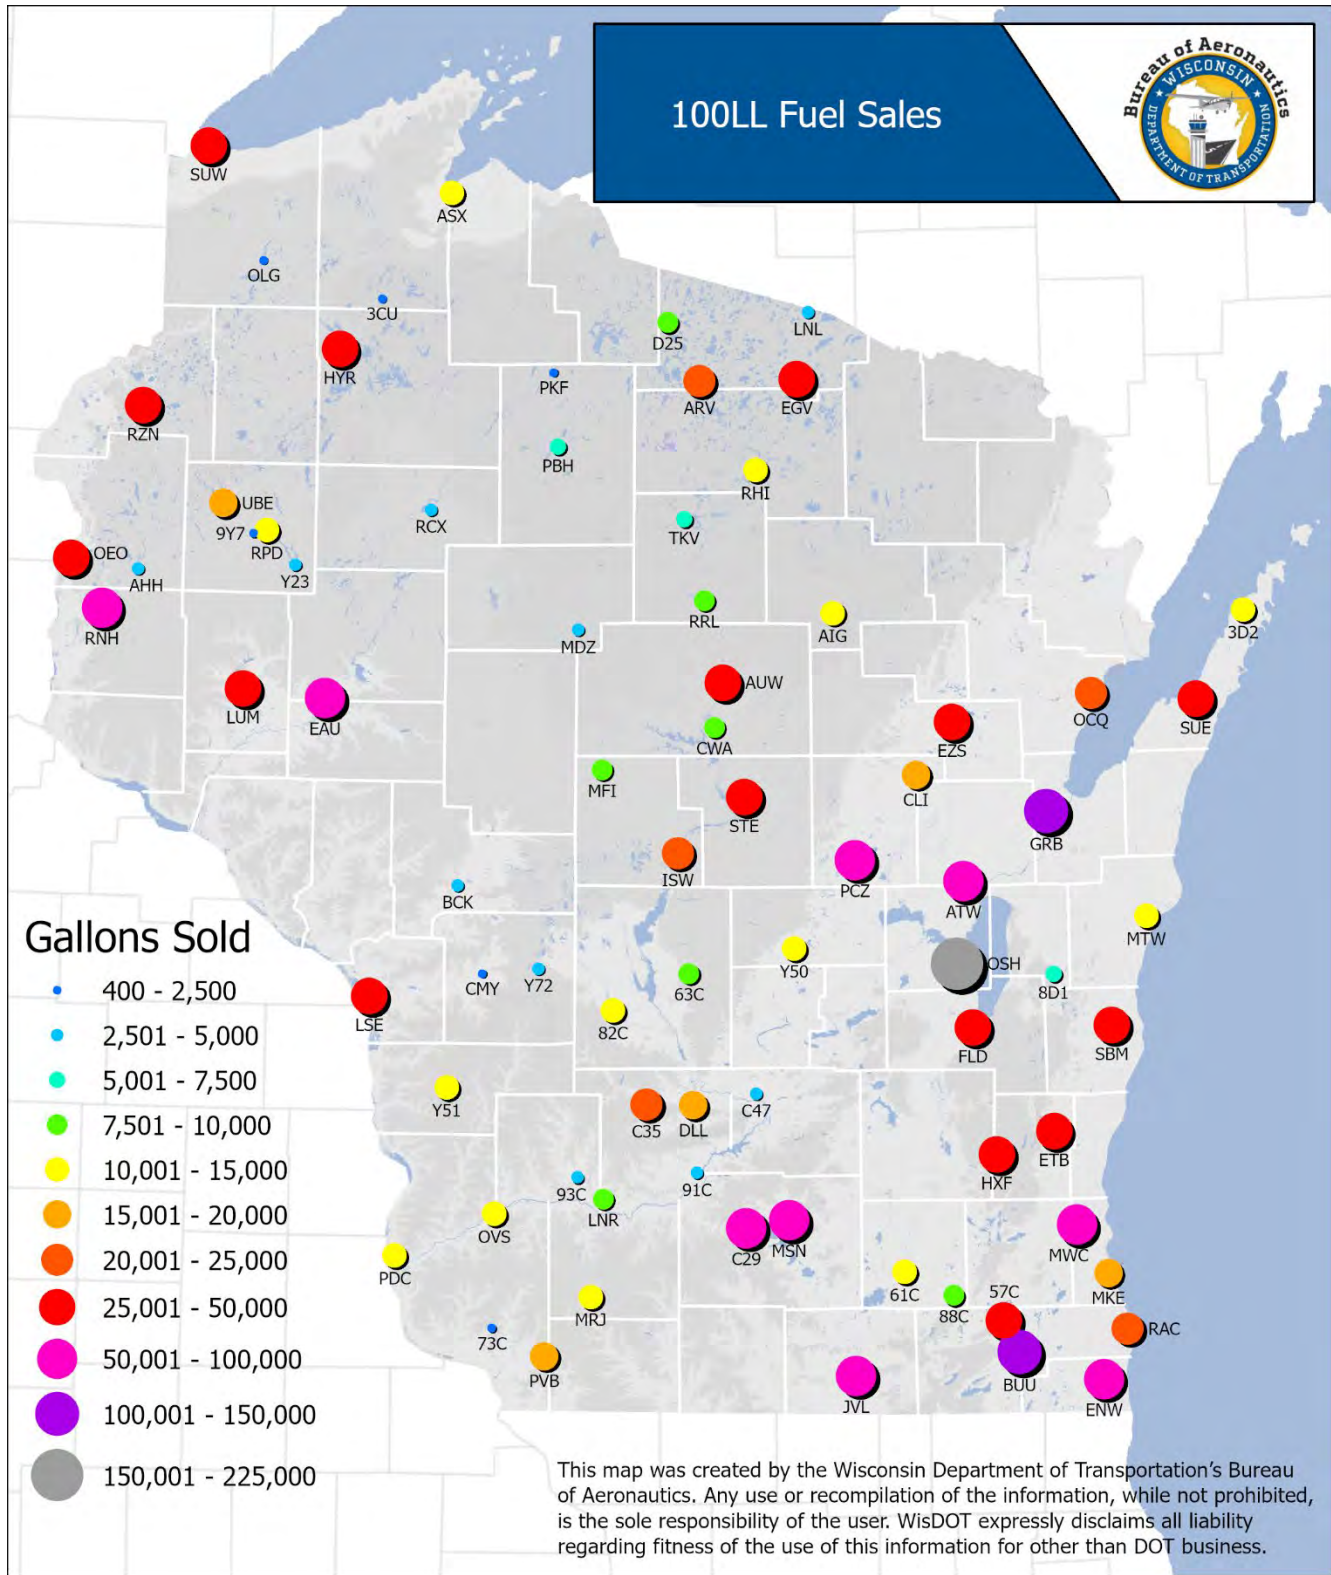 100LL Fuel Sales
Bureau of Aeronautics
WISCONSIN
DEPARTMENT OF TRANSPORTATION
SUW
ASX
OLG
3CU
LNL
D25
HYR
PKF
ARV
EGV
RZN
PBH
RHI
UBE
9Y7
RPD
RCX
TKV
OEO
AHH
Y23
RNH
RRL
AIG
3D2
MDZ
AUW
LUM
EAU
OCQ
SUE
CWA
EZS
MFI
CLI
STE
GRB
ISW
PCZ
ATW
BCK
MTW
Y50
OSH
CMY
Y72
63C
8D1
LSE
82C
FLD
SBM
Y51
C35
DLL
C47
ETB
HXF
93C
91C
LNR
OVS
C29
MSN
MWC
PDC
61C
MKE
MRJ
88C
57C
RAC
73C
PVB
BUU
JVL
ENW
Gallons Sold
400 - 2,500
2,501 - 5,000
5,001 - 7,500
7,501 - 10,000
10,001 - 15,000
15,001 - 20,000
20,001 - 25,000
25,001 - 50,000
50,001 - 100,000
100,001 - 150,000
150,001 - 225,000
This map was created by the Wisconsin Department of Transportation's Bureau
of Aeronautics. Any use or recompilation of the information, while not prohibited,
is the sole responsibility of the user. WisDOT expressly disclaims all liability
regarding fitness of the use of this information for other than DOT business.